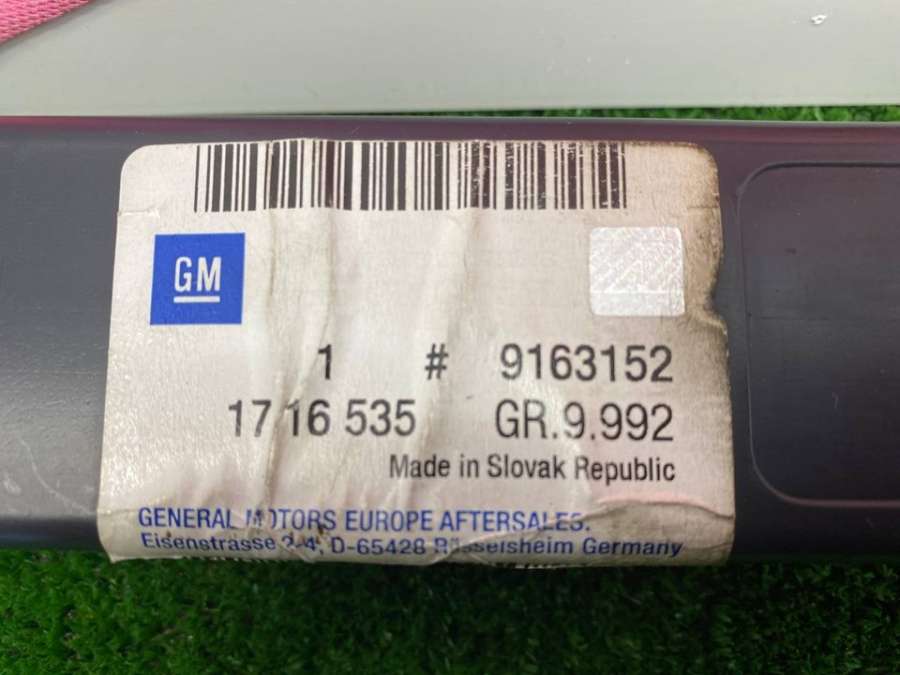 GM
1 # 9163152
17 16 535 GR.9.992
Made in Slovak Republic
GENERAL MOTORS EUROPE AFTERSALES.
Eisenstrasse 2-4, D-65428 Rüsselsheim Germany